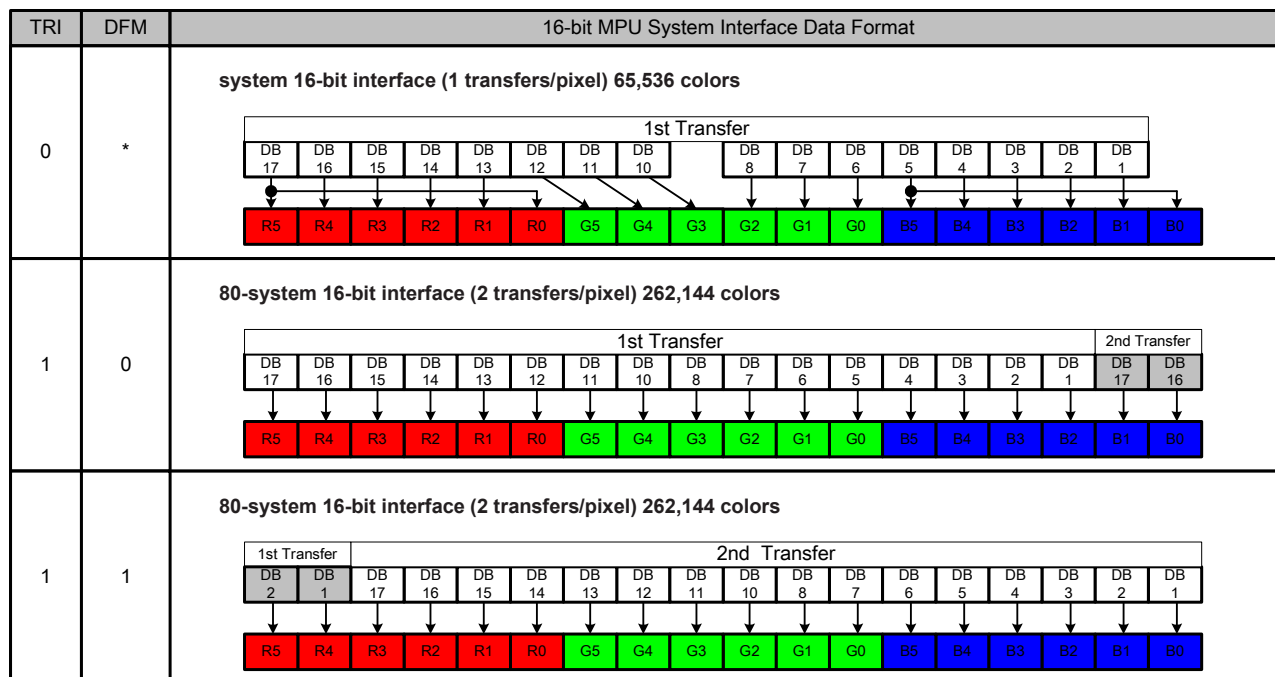 TRI DFM 16-bit MPU System Interface Data Format
system 16-bit interface (1 transfers/pixel) 65,536 colors
0 *
1st Transfer
DB 17 DB 16 DB 15 DB 14 DB 13 DB 12 DB 11 DB 10 DB 8 DB 7 DB 6 DB 5 DB 4 DB 3 DB 2 DB 1
R5 R4 R3 R2 R1 R0 G5 G4 G3 G2 G1 G0 B5 B4 B3 B2 B1 B0
80-system 16-bit interface (2 transfers/pixel) 262,144 colors
1 0
1st Transfer 2nd Transfer
DB 17 DB 16 DB 15 DB 14 DB 13 DB 12 DB 11 DB 10 DB 8 DB 7 DB 6 DB 5 DB 4 DB 3 DB 2 DB 1 DB 17 DB 16
R5 R4 R3 R2 R1 R0 G5 G4 G3 G2 G1 G0 B5 B4 B3 B2 B1 B0
80-system 16-bit interface (2 transfers/pixel) 262,144 colors
1 1
1st Transfer 2nd Transfer
DB 2 DB 1 DB 17 DB 16 DB 15 DB 14 DB 13 DB 12 DB 11 DB 10 DB 8 DB 7 DB 6 DB 5 DB 4 DB 3 DB 2 DB 1
R5 R4 R3 R2 R1 R0 G5 G4 G3 G2 G1 G0 B5 B4 B3 B2 B1 B0